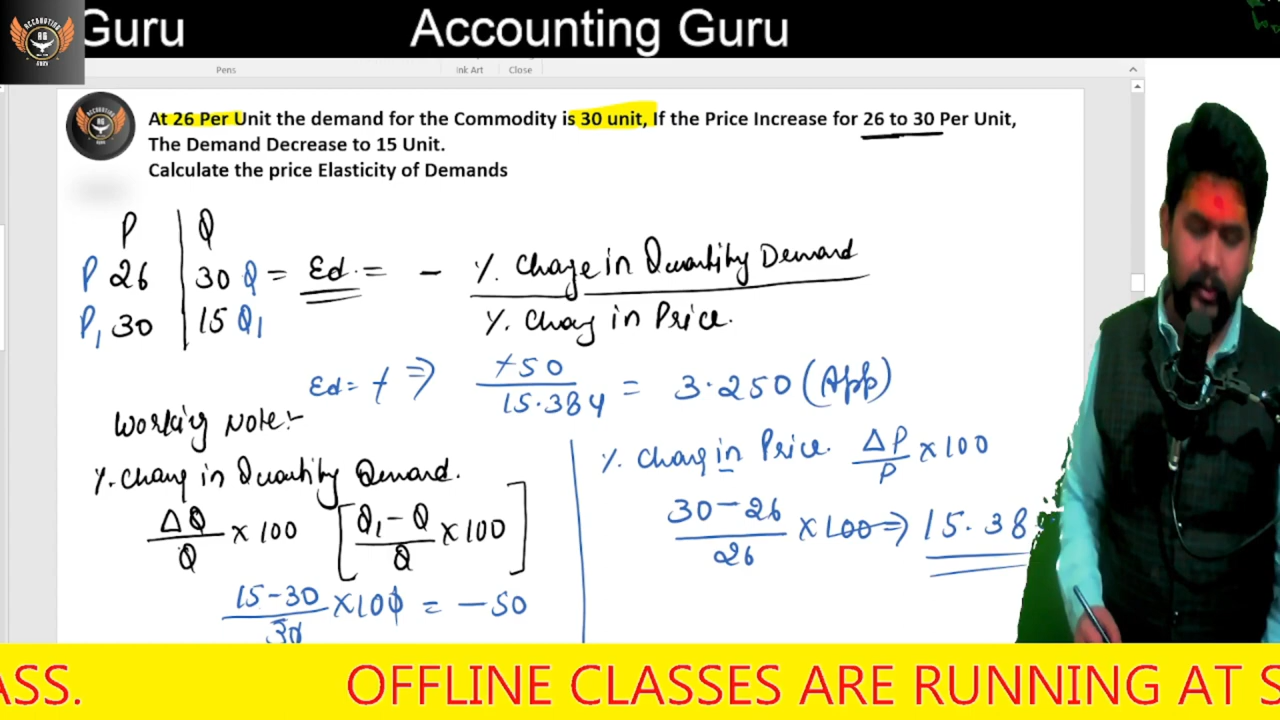 Guru Accounting Guru
Pens Ink Art Close
At 26 Per Unit the demand for the Commodity is 30 unit, If the Price Increase for 26 to 30 Per Unit,
The Demand Decrease to 15 Unit.
Calculate the price Elasticity of Demands
P | Q
P 26 | 30 Q = Ed = - % Change in Quantity Demand
P₁ 30 | 15 Q₁ % Chang in Price.
Ed = + ⇒ +50 / 15.384 = 3.250 (App)
Working Note:-
% Chang in Quantity Demand.
ΔQ / Q × 100 [Q₁ - Q / Q × 100]
15-30 / 30 × 100 = -50
% Chang in Price. ΔP / P × 100
30-26 / 26 × 100 ⇒ 15.38
ASS. OFFLINE CLASSES ARE RUNNING AT S